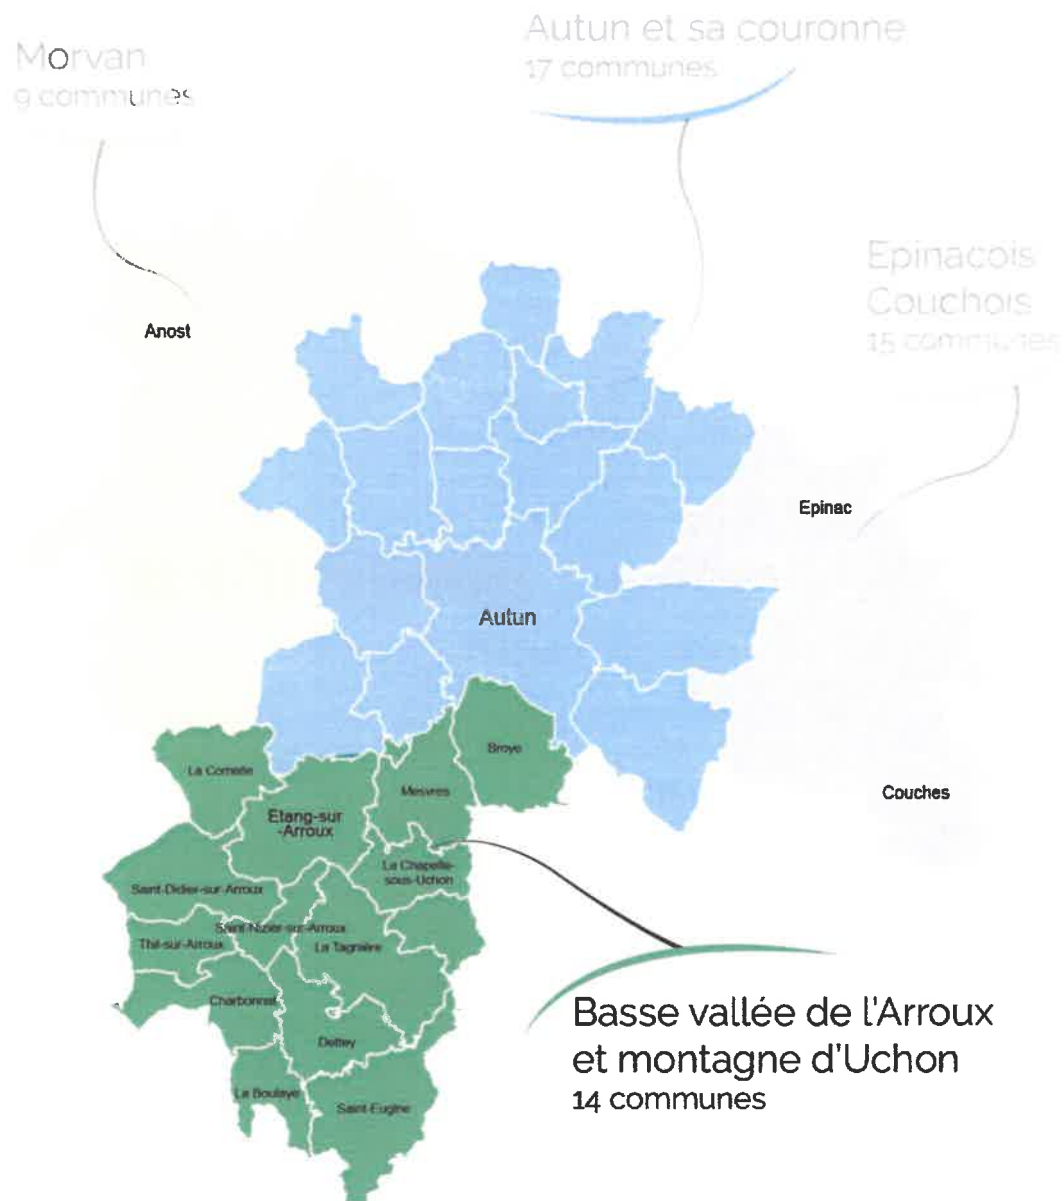 Morvan
9 communes
Autun et sa couronne
17 communes
Epinacois
Couchois
15 communes
Anost
Epinac
Autun
Couches
Broye
La Comelle
Mesvres
Etang-sur
-Arroux
La Chapelle-
sous-Uchon
Saint-Didier-sur-Arroux
Saint-Nizier-sur-Arroux
Thil-sur-Arroux
La Tagnière
Charbonnat
Dettey
La Boulaye
Saint-Eugène
Basse vallée de l'Arroux
et montagne d'Uchon
14 communes